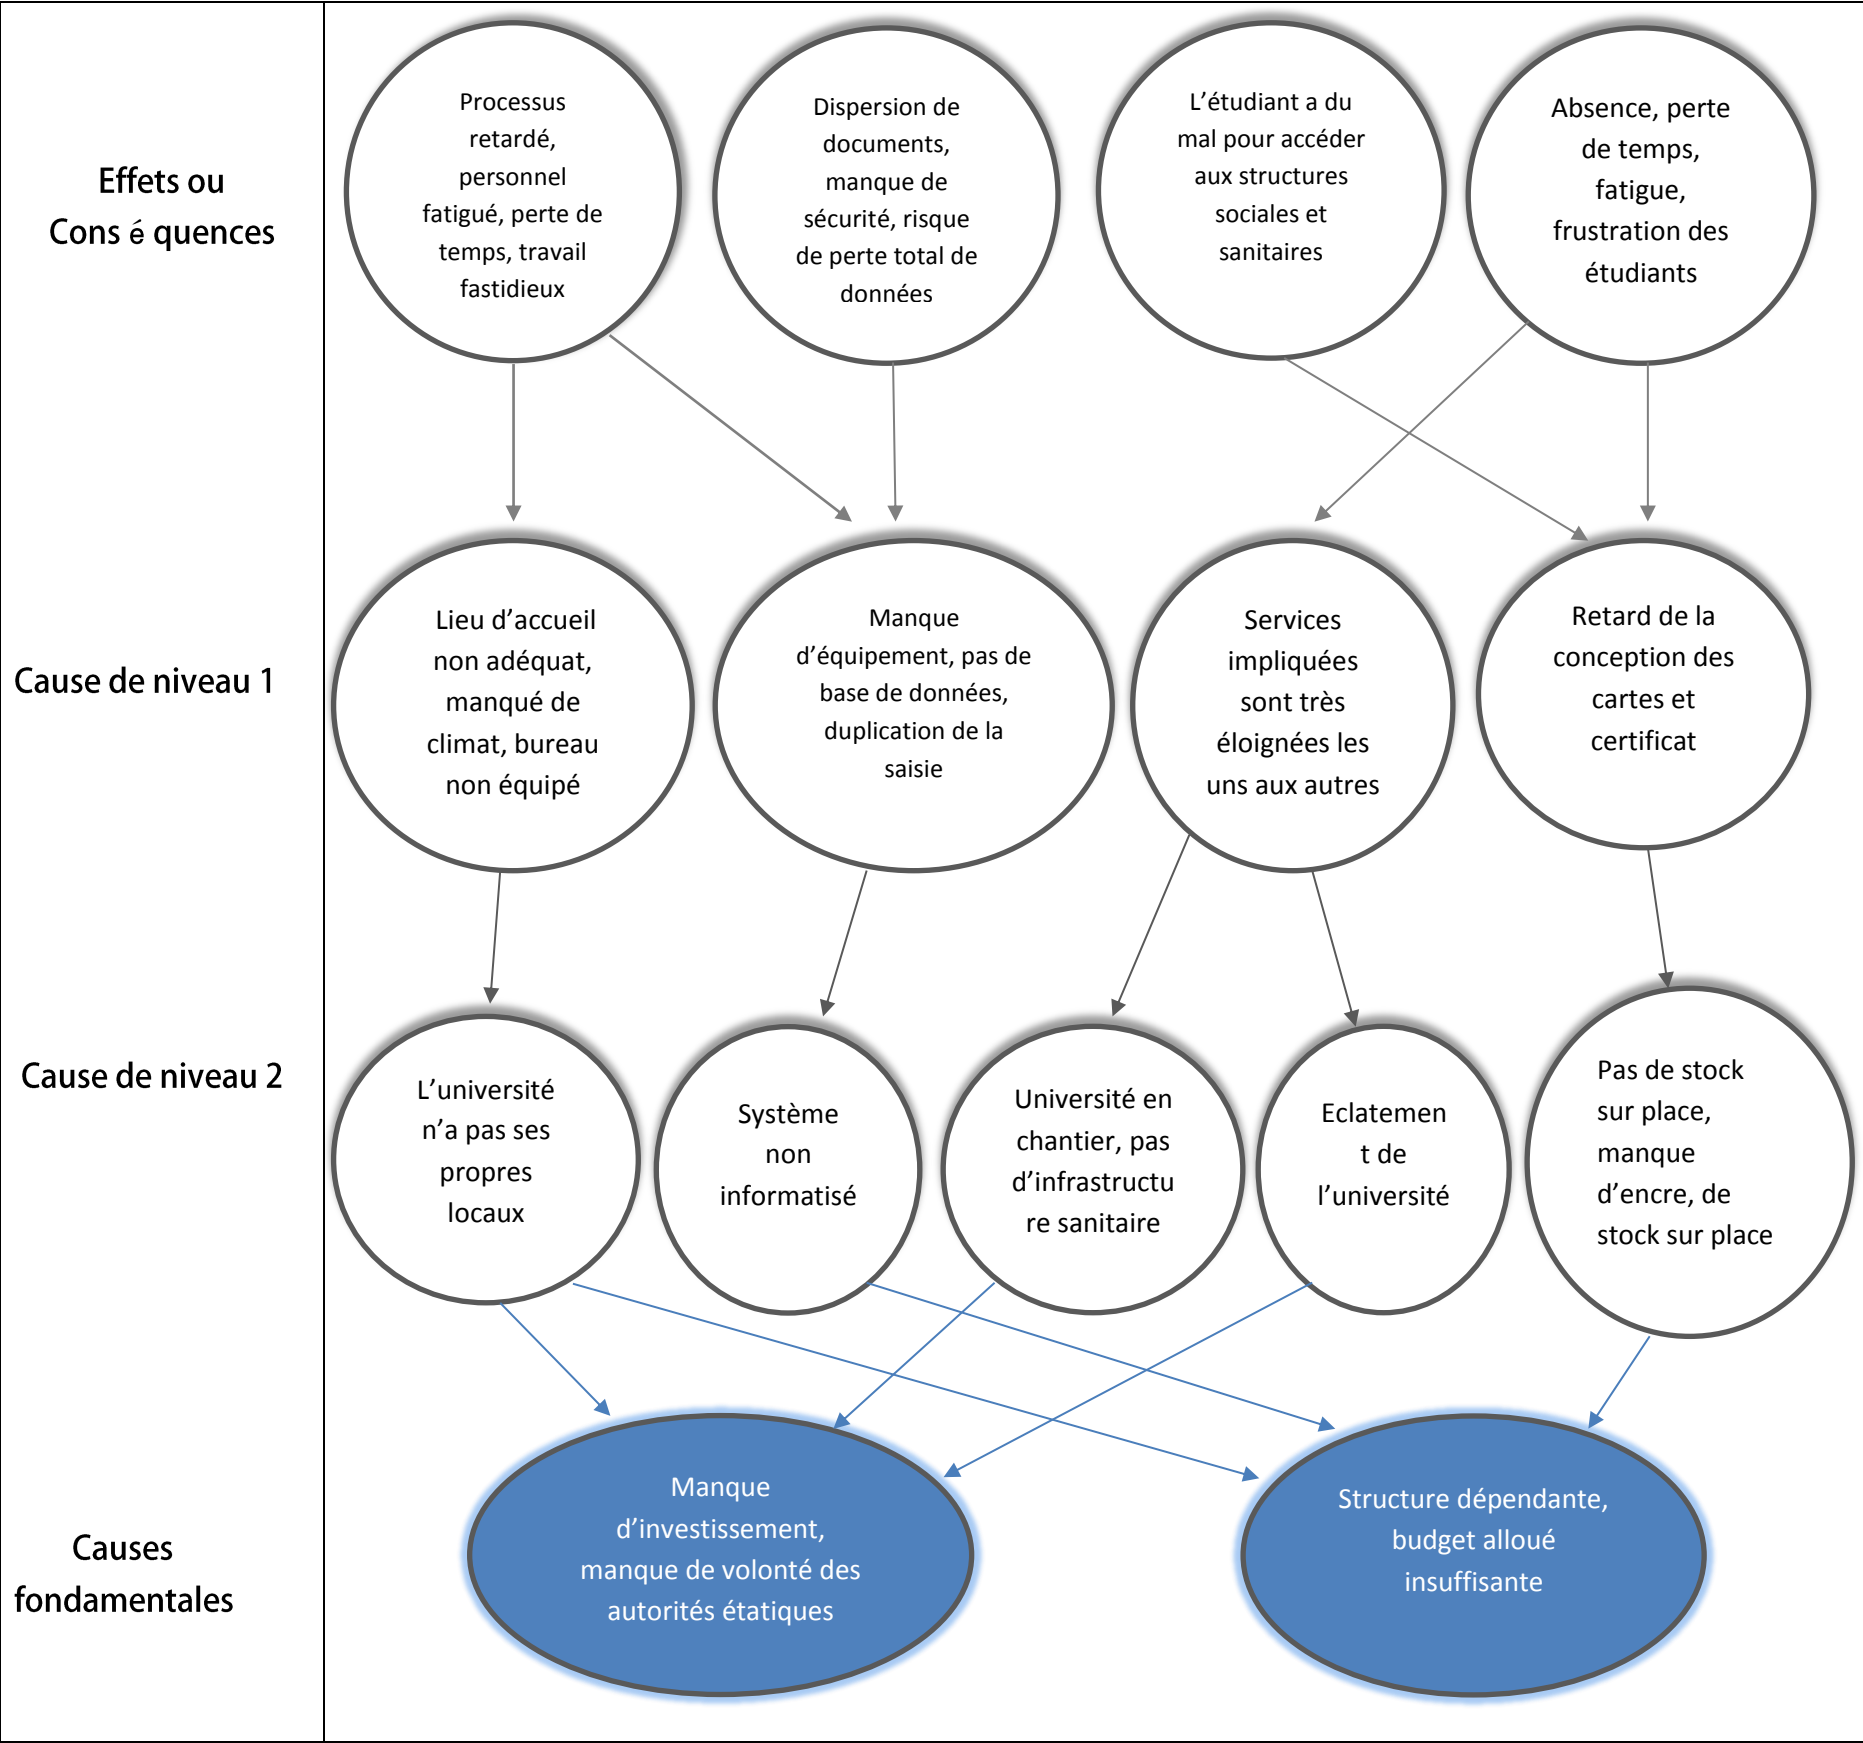 Effets ou
Cons é quences
Processus
retardé,
personnel
fatigué, perte de
temps, travail
fastidieux
Dispersion de
documents,
manque de
sécurité, risque
de perte total de
données
L'étudiant a du
mal pour accéder
aux structures
sociales et
sanitaires
Absence, perte
de temps,
fatigue,
frustration des
étudiants
Cause de niveau 1
Lieu d'accueil
non adéquat,
manqué de
climat, bureau
non équipé
Manque
d'équipement, pas de
base de données,
duplication de la
saisie
Services
impliquées
sont très
éloignées les
uns aux autres
Retard de la
conception des
cartes et
certificat
Cause de niveau 2
L'université
n'a pas ses
propres
locaux
Système
non
informatisé
Université en
chantier, pas
d'infrastructu
re sanitaire
Eclatemen
t de
l'université
Pas de stock
sur place,
manque
d'encre, de
stock sur place
Causes
fondamentales
Manque
d'investissement,
manque de volonté des
autorités étatiques
Structure dépendante,
budget alloué
insuffisante